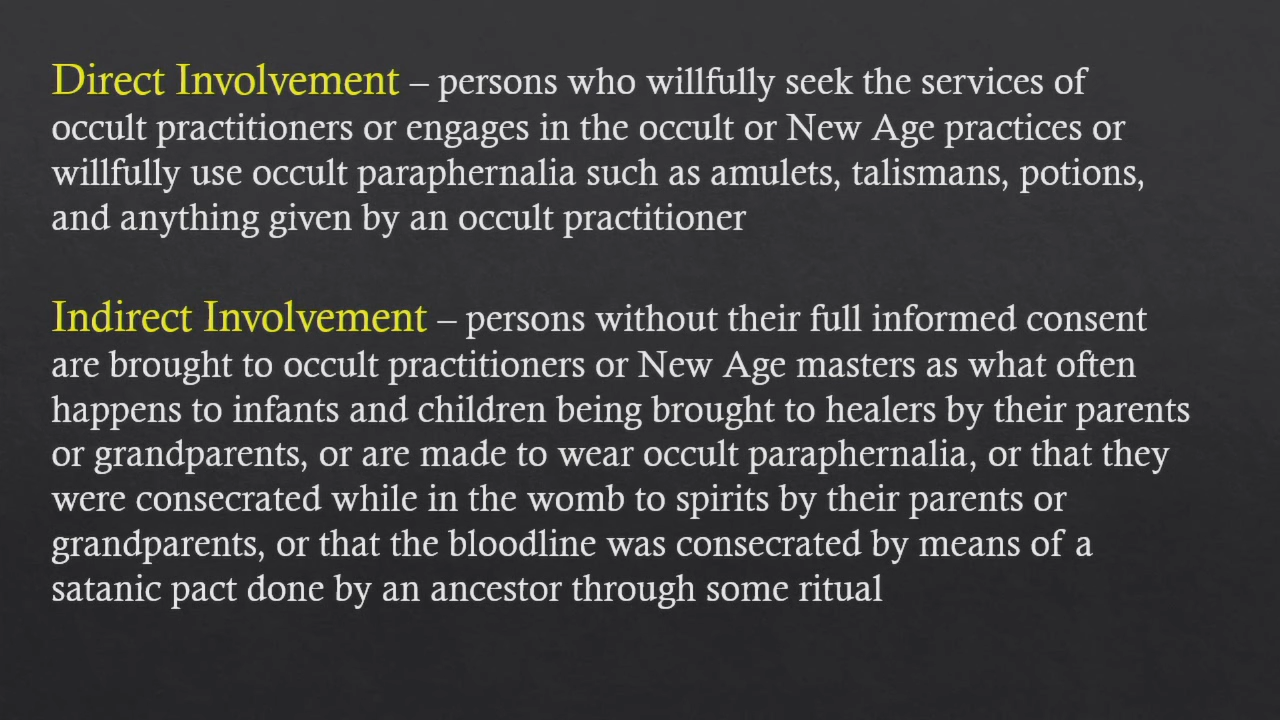 Direct Involvement – persons who willfully seek the services of
occult practitioners or engages in the occult or New Age practices or
willfully use occult paraphernalia such as amulets, talismans, potions,
and anything given by an occult practitioner
Indirect Involvement – persons without their full informed consent
are brought to occult practitioners or New Age masters as what often
happens to infants and children being brought to healers by their parents
or grandparents, or are made to wear occult paraphernalia, or that they
were consecrated while in the womb to spirits by their parents or
grandparents, or that the bloodline was consecrated by means of a
satanic pact done by an ancestor through some ritual